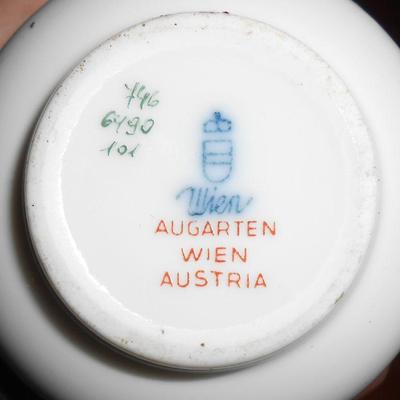 746
6490
101
Wien
AUGARTEN
WIEN
AUSTRIA